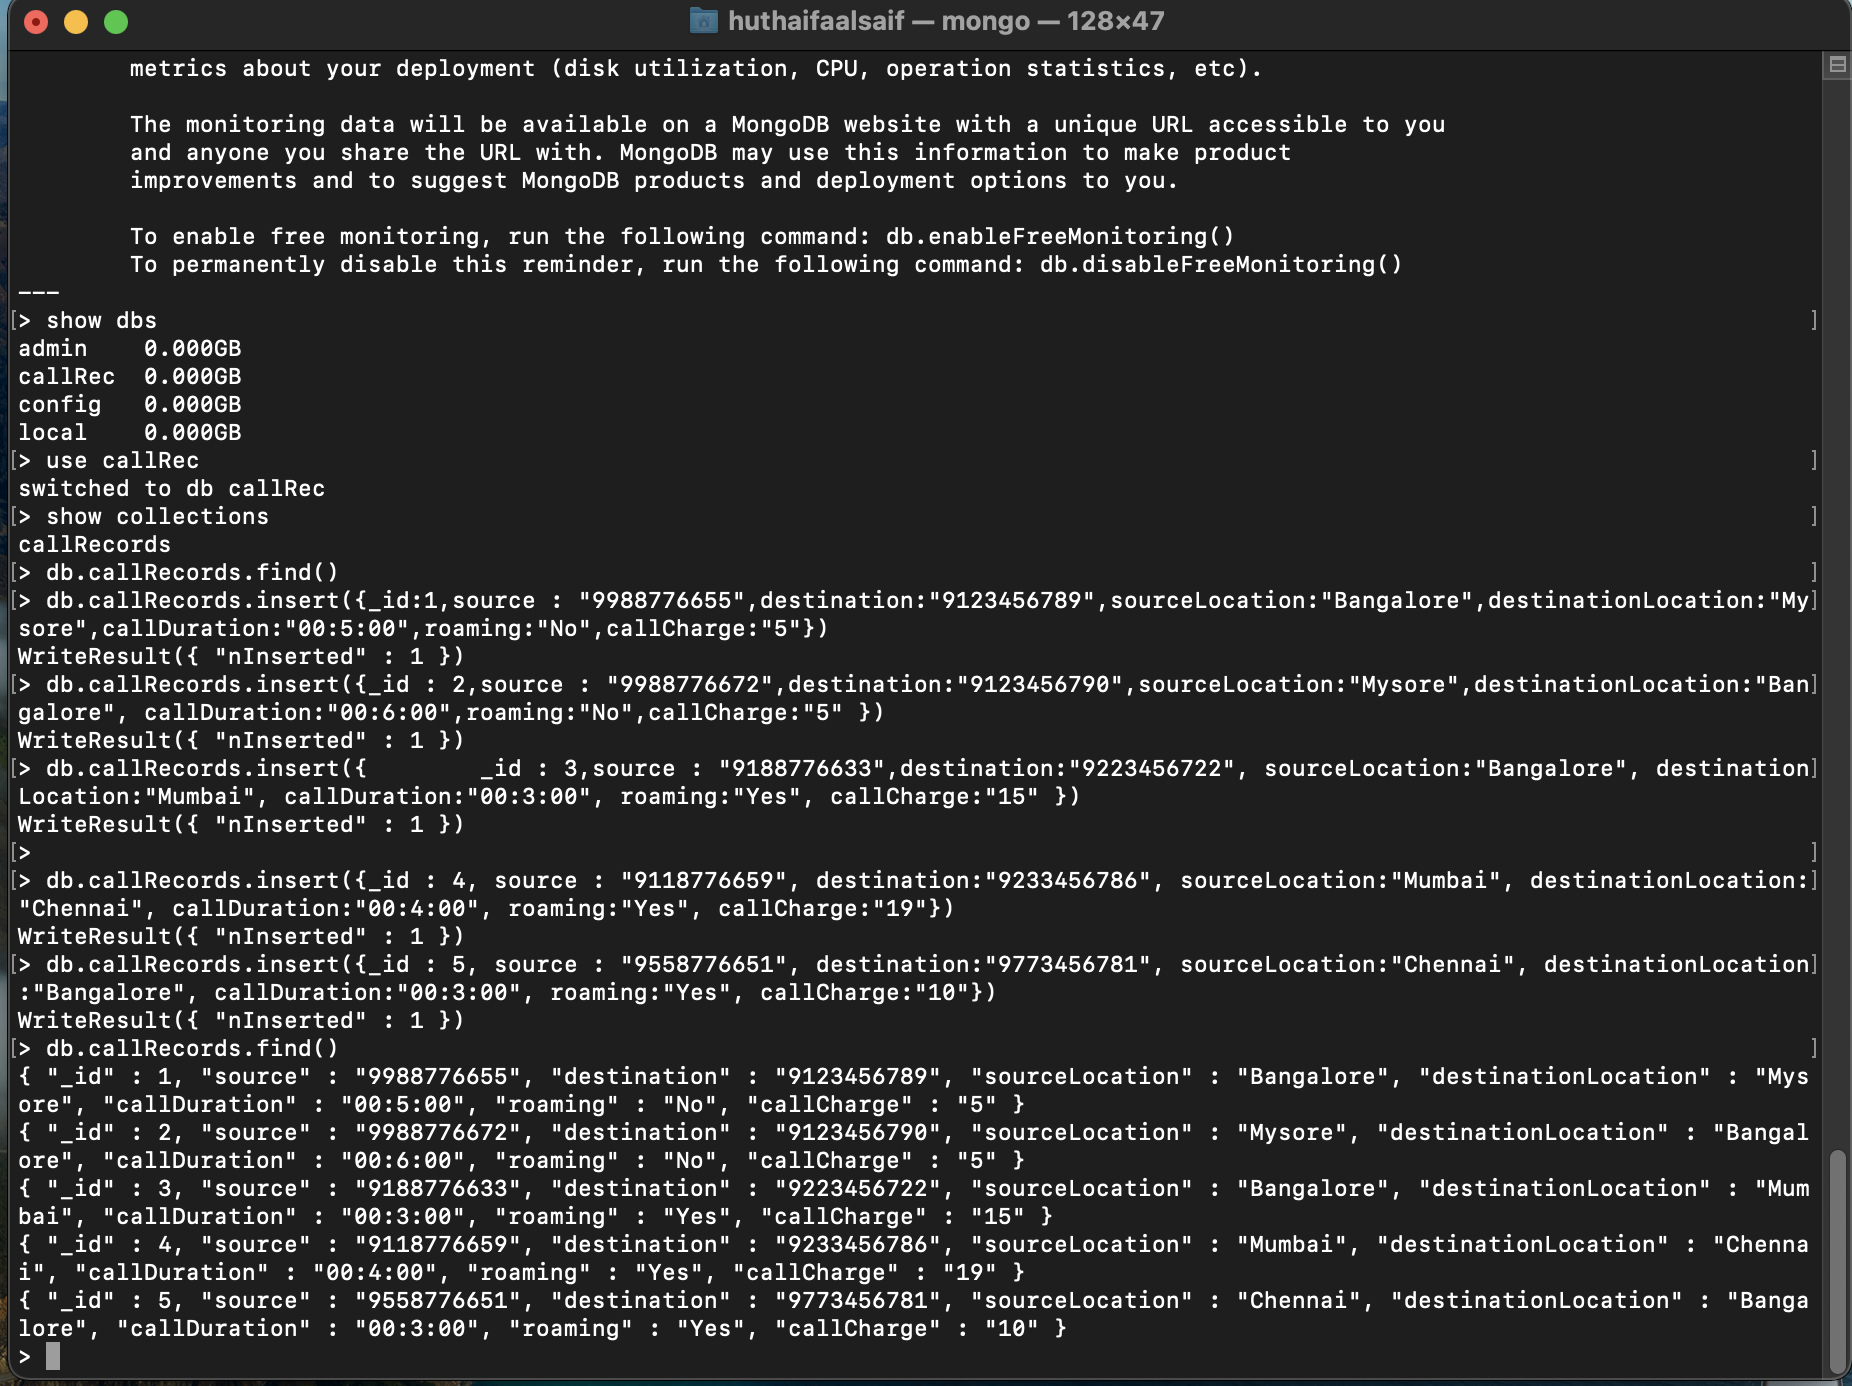 huthaifaalsaif — mongo — 128×47
metrics about your deployment (disk utilization, CPU, operation statistics, etc).
The monitoring data will be available on a MongoDB website with a unique URL accessible to you
and anyone you share the URL with. MongoDB may use this information to make product
improvements and to suggest MongoDB products and deployment options to you.
To enable free monitoring, run the following command: db.enableFreeMonitoring()
To permanently disable this reminder, run the following command: db.disableFreeMonitoring()
---
[> show dbs ]
admin    0.000GB
callRec  0.000GB
config   0.000GB
local    0.000GB
[> use callRec ]
switched to db callRec
[> show collections ]
callRecords
[> db.callRecords.find() ]
[> db.callRecords.insert({_id:1,source : "9988776655",destination:"9123456789",sourceLocation:"Bangalore",destinationLocation:"My]
sore",callDuration:"00:5:00",roaming:"No",callCharge:"5"})
WriteResult({ "nInserted" : 1 })
[> db.callRecords.insert({_id : 2,source : "9988776672",destination:"9123456790",sourceLocation:"Mysore",destinationLocation:"Ban]
galore", callDuration:"00:6:00",roaming:"No",callCharge:"5" })
WriteResult({ "nInserted" : 1 })
[> db.callRecords.insert({        _id : 3,source : "9188776633",destination:"9223456722", sourceLocation:"Bangalore", destination]
Location:"Mumbai", callDuration:"00:3:00", roaming:"Yes", callCharge:"15" })
WriteResult({ "nInserted" : 1 })
[> ]
[> db.callRecords.insert({_id : 4, source : "9118776659", destination:"9233456786", sourceLocation:"Mumbai", destinationLocation:]
"Chennai", callDuration:"00:4:00", roaming:"Yes", callCharge:"19"})
WriteResult({ "nInserted" : 1 })
[> db.callRecords.insert({_id : 5, source : "9558776651", destination:"9773456781", sourceLocation:"Chennai", destinationLocation]
:"Bangalore", callDuration:"00:3:00", roaming:"Yes", callCharge:"10"})
WriteResult({ "nInserted" : 1 })
[> db.callRecords.find() ]
{ "_id" : 1, "source" : "9988776655", "destination" : "9123456789", "sourceLocation" : "Bangalore", "destinationLocation" : "Mys
ore", "callDuration" : "00:5:00", "roaming" : "No", "callCharge" : "5" }
{ "_id" : 2, "source" : "9988776672", "destination" : "9123456790", "sourceLocation" : "Mysore", "destinationLocation" : "Bangal
ore", "callDuration" : "00:6:00", "roaming" : "No", "callCharge" : "5" }
{ "_id" : 3, "source" : "9188776633", "destination" : "9223456722", "sourceLocation" : "Bangalore", "destinationLocation" : "Mum
bai", "callDuration" : "00:3:00", "roaming" : "Yes", "callCharge" : "15" }
{ "_id" : 4, "source" : "9118776659", "destination" : "9233456786", "sourceLocation" : "Mumbai", "destinationLocation" : "Chenna
i", "callDuration" : "00:4:00", "roaming" : "Yes", "callCharge" : "19" }
{ "_id" : 5, "source" : "9558776651", "destination" : "9773456781", "sourceLocation" : "Chennai", "destinationLocation" : "Banga
lore", "callDuration" : "00:3:00", "roaming" : "Yes", "callCharge" : "10" }
>